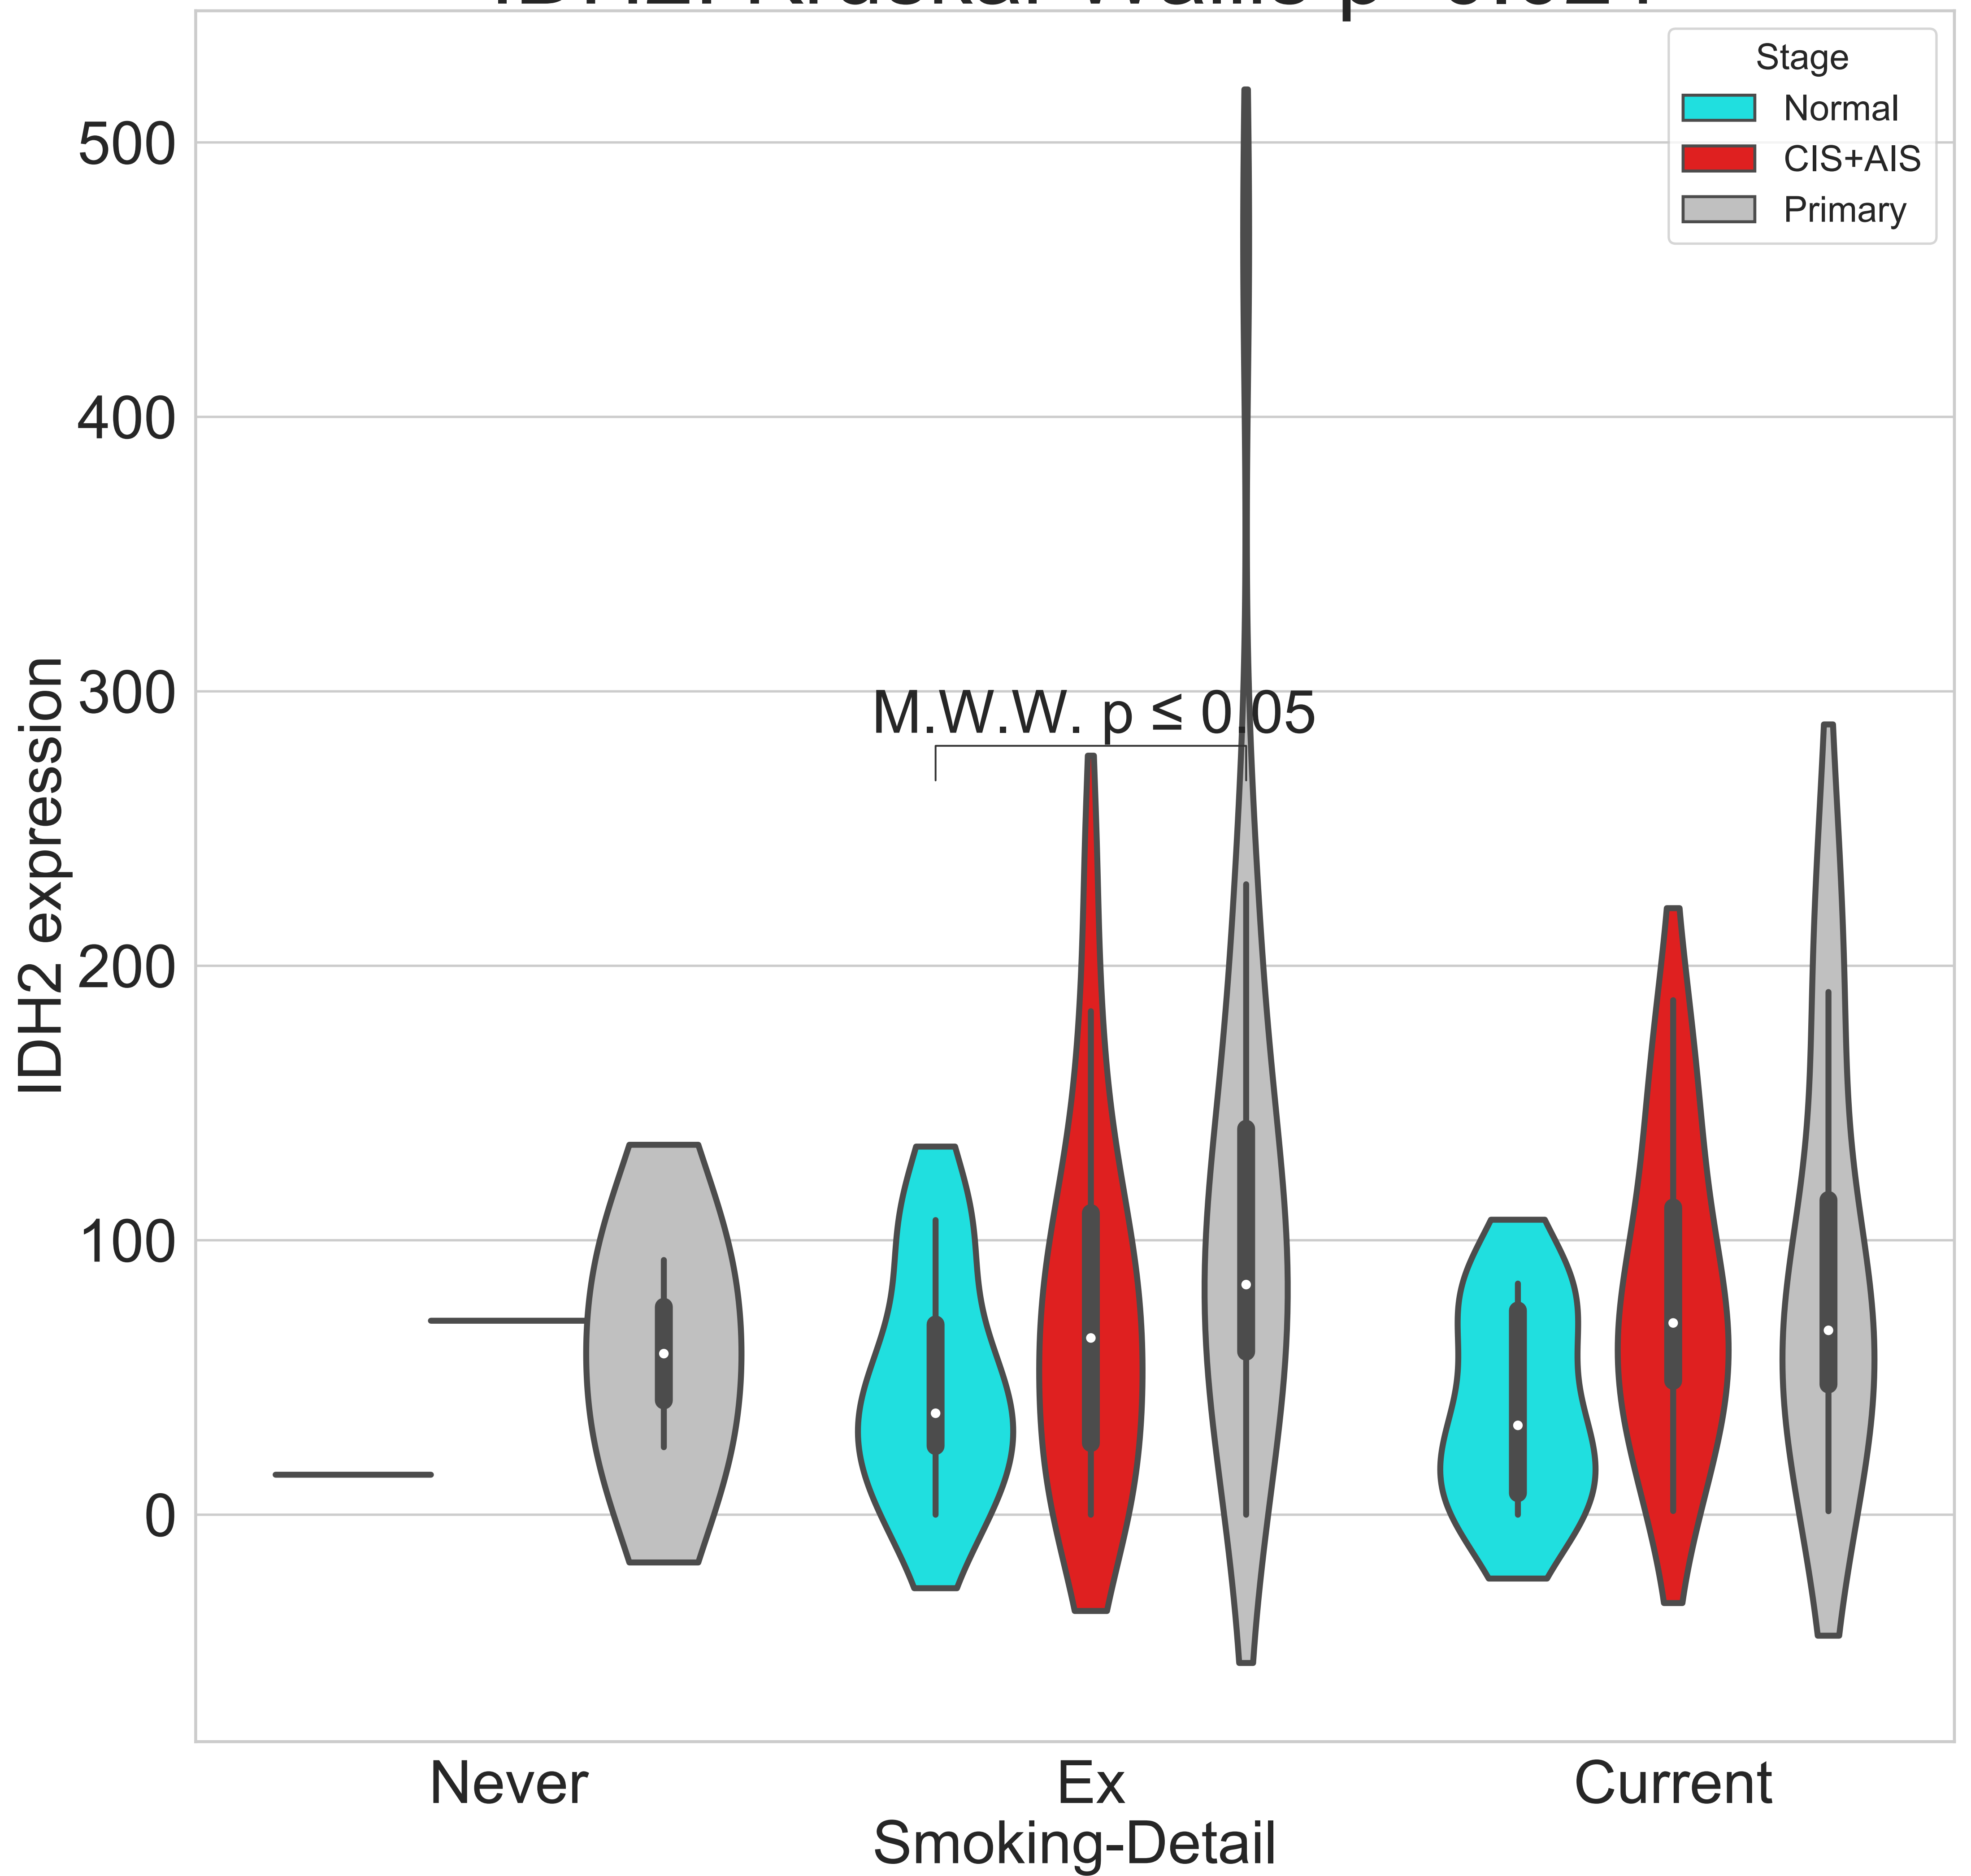 Stage
Normal
CIS+AIS
Primary
500
400
300
200
100
0
IDH2 expression
M.W.W. p ≤ 0.05
Never
Ex
Current
Smoking-Detail